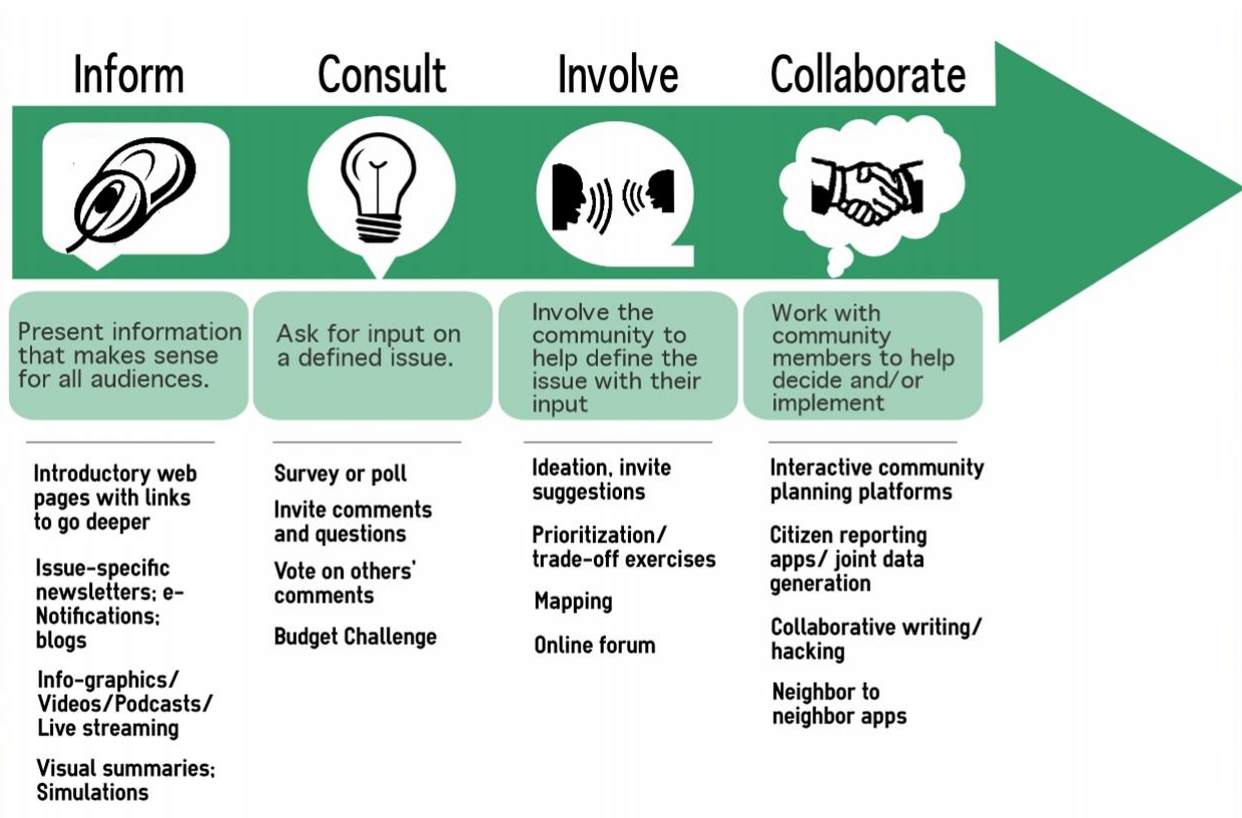 Inform
Consult
Involve
Collaborate
Present information
that makes sense
for all audiences.
Ask for input on
a defined issue.
Involve the
community to
help define the
issue with their
input
Work with
community
members to help
decide and/or
implement
Introductory web
pages with links
to go deeper
Issue-specific
newsletters; e-
Notifications;
blogs
Info-graphics/
Videos/Podcasts/
Live streaming
Visual summaries;
Simulations
Survey or poll
Invite comments
and questions
Vote on others'
comments
Budget Challenge
Ideation, invite
suggestions
Prioritization/
trade-off exercises
Mapping
Online forum
Interactive community
planning platforms
Citizen reporting
apps/ joint data
generation
Collaborative writing/
hacking
Neighbor to
neighbor apps